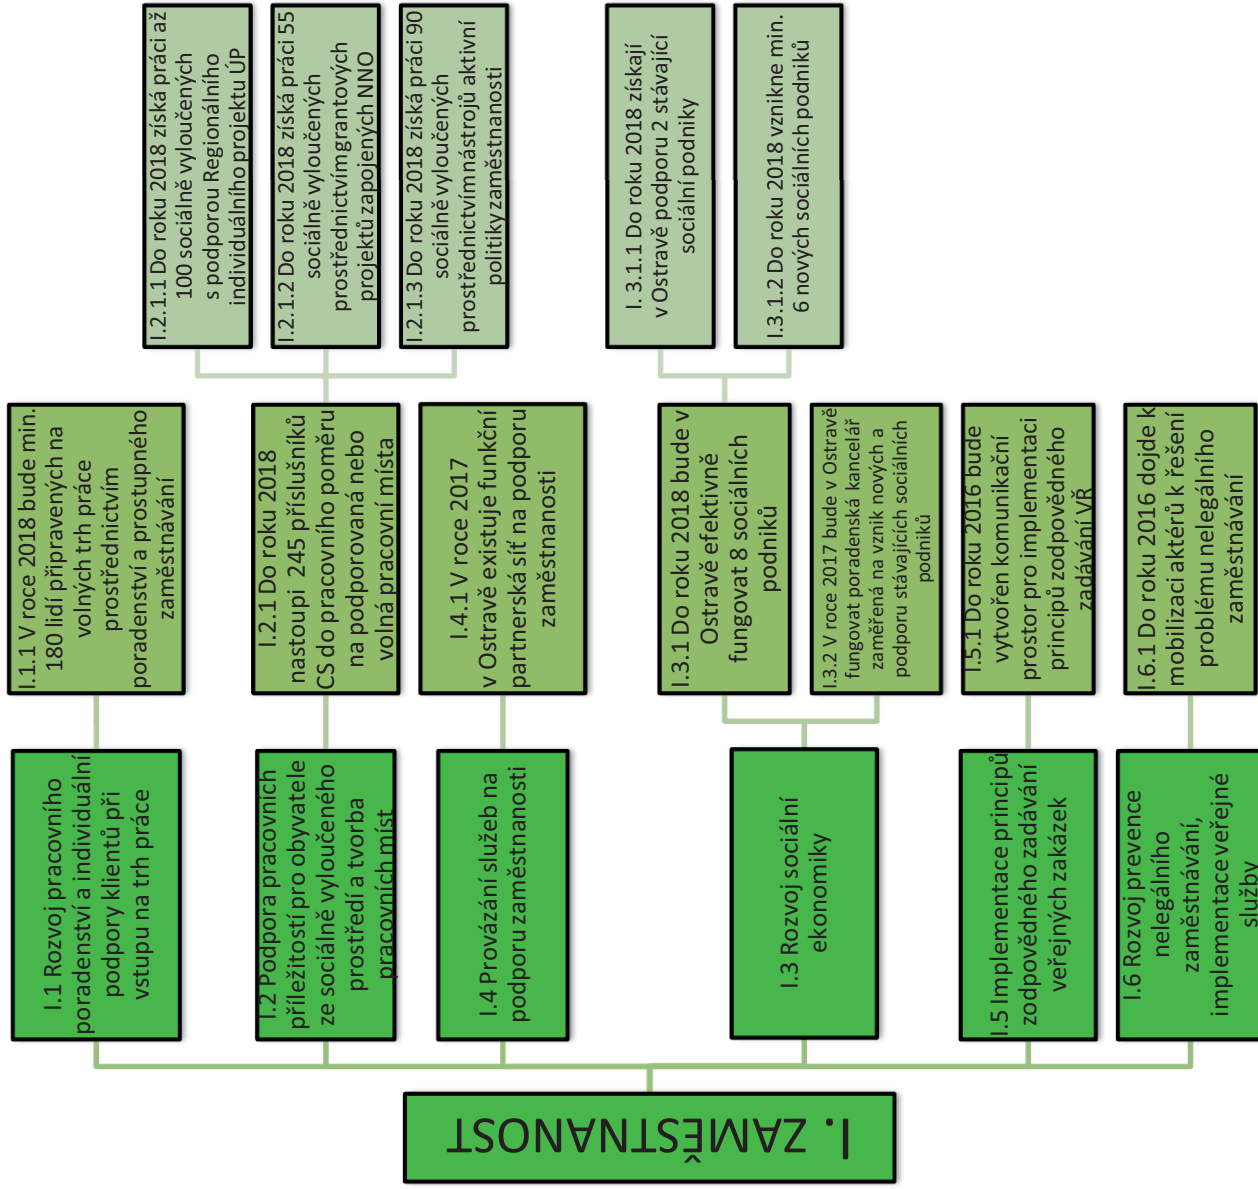 I. ZAMĚSTNANOST
I.1 Rozvoj pracovního
poradenství a individuální
podpory klientů při
vstupu na trh práce
I.1.1 V roce 2018 bude min.
180 lidí připravených na
volných trh práce
prostřednictvím
poradenství a prostupného
zaměstnávání
I.2 Podpora pracovních
příležitostí pro obyvatele
ze sociálně vyloučeného
prostředí a tvorba
pracovních míst
I.2.1 Do roku 2018
nastoupi 245 příslušníků
CS do pracovního poměru
na podporovaná nebo
volná pracovní místa
I.2.1.1 Do roku 2018 získá práci až
100 sociálně vyloučených
s podporou Regionálního
individuálního projektu ÚP
I.2.1.2 Do roku 2018 získá práci 55
sociálně vyloučených
prostřednictvím grantových
projektů zapojených NNO
I.2.1.3 Do roku 2018 získá práci 90
sociálně vyloučených
prostřednictvím nástrojů aktivní
politiky zaměstnanosti
I.4 Provázání služeb na
podporu zaměstnanosti
I.4.1 V roce 2017
v Ostravě existuje funkční
partnerská síť na podporu
zaměstnanosti
I.3 Rozvoj sociální
ekonomiky
I.3.1 Do roku 2018 bude v
Ostravě efektivně
fungovat 8 sociálních
podniků
I. 3.1.1 Do roku 2018 získají
v Ostravě podporu 2 stávající
sociální podniky
I.3.1.2 Do roku 2018 vznikne min.
6 nových sociálních podniků
I.3.2 V roce 2017 bude v Ostravě
fungovat poradenská kancelář
zaměřená na vznik nových a
podporu stávajících sociálních
podniků
I.5 Implementace principů
zodpovědného zadávání
veřejných zakázek
I.5.1 Do roku 2016 bude
vytvořen komunikační
prostor pro implementaci
principů zodpovědného
zadávání VŘ
I.6 Rozvoj prevence
nelegálního
zaměstnávání,
implementace veřejné
služby
I.6.1 Do roku 2016 dojde k
mobilizaci aktérů k řešení
problému nelegálního
zaměstnávání